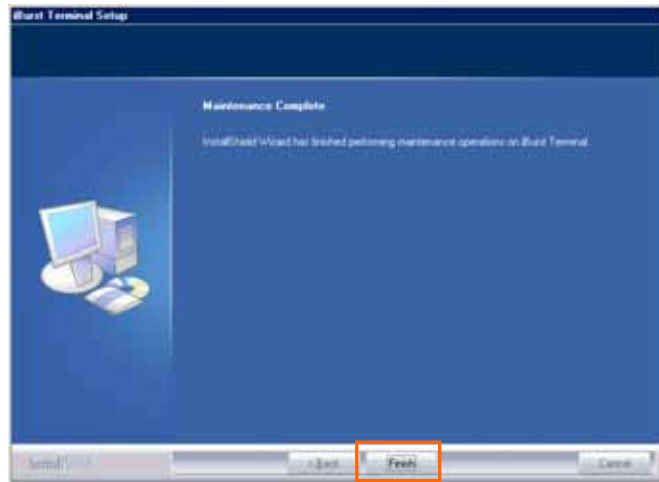 iBurst Terminal Setup
Maintenance Complete
InstallShield Wizard has finished performing maintenance operations on iBurst Terminal.
< Back
Finish
Cancel